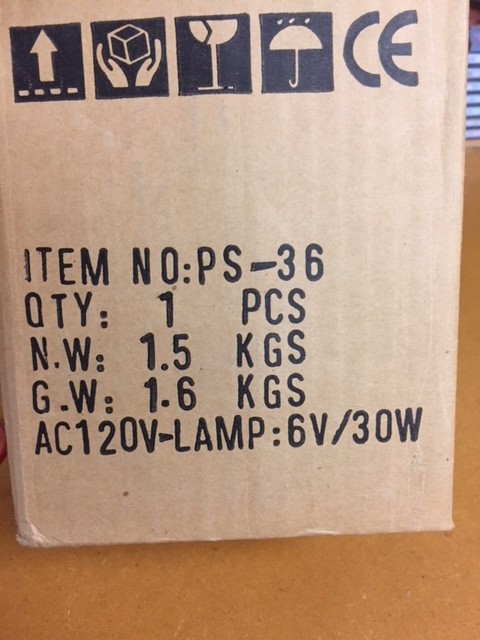 CE
ITEM NO:PS-36
QTY: 1 PCS
N.W: 1.5 KGS
G.W: 1.6 KGS
AC120V-LAMP:6V/30W